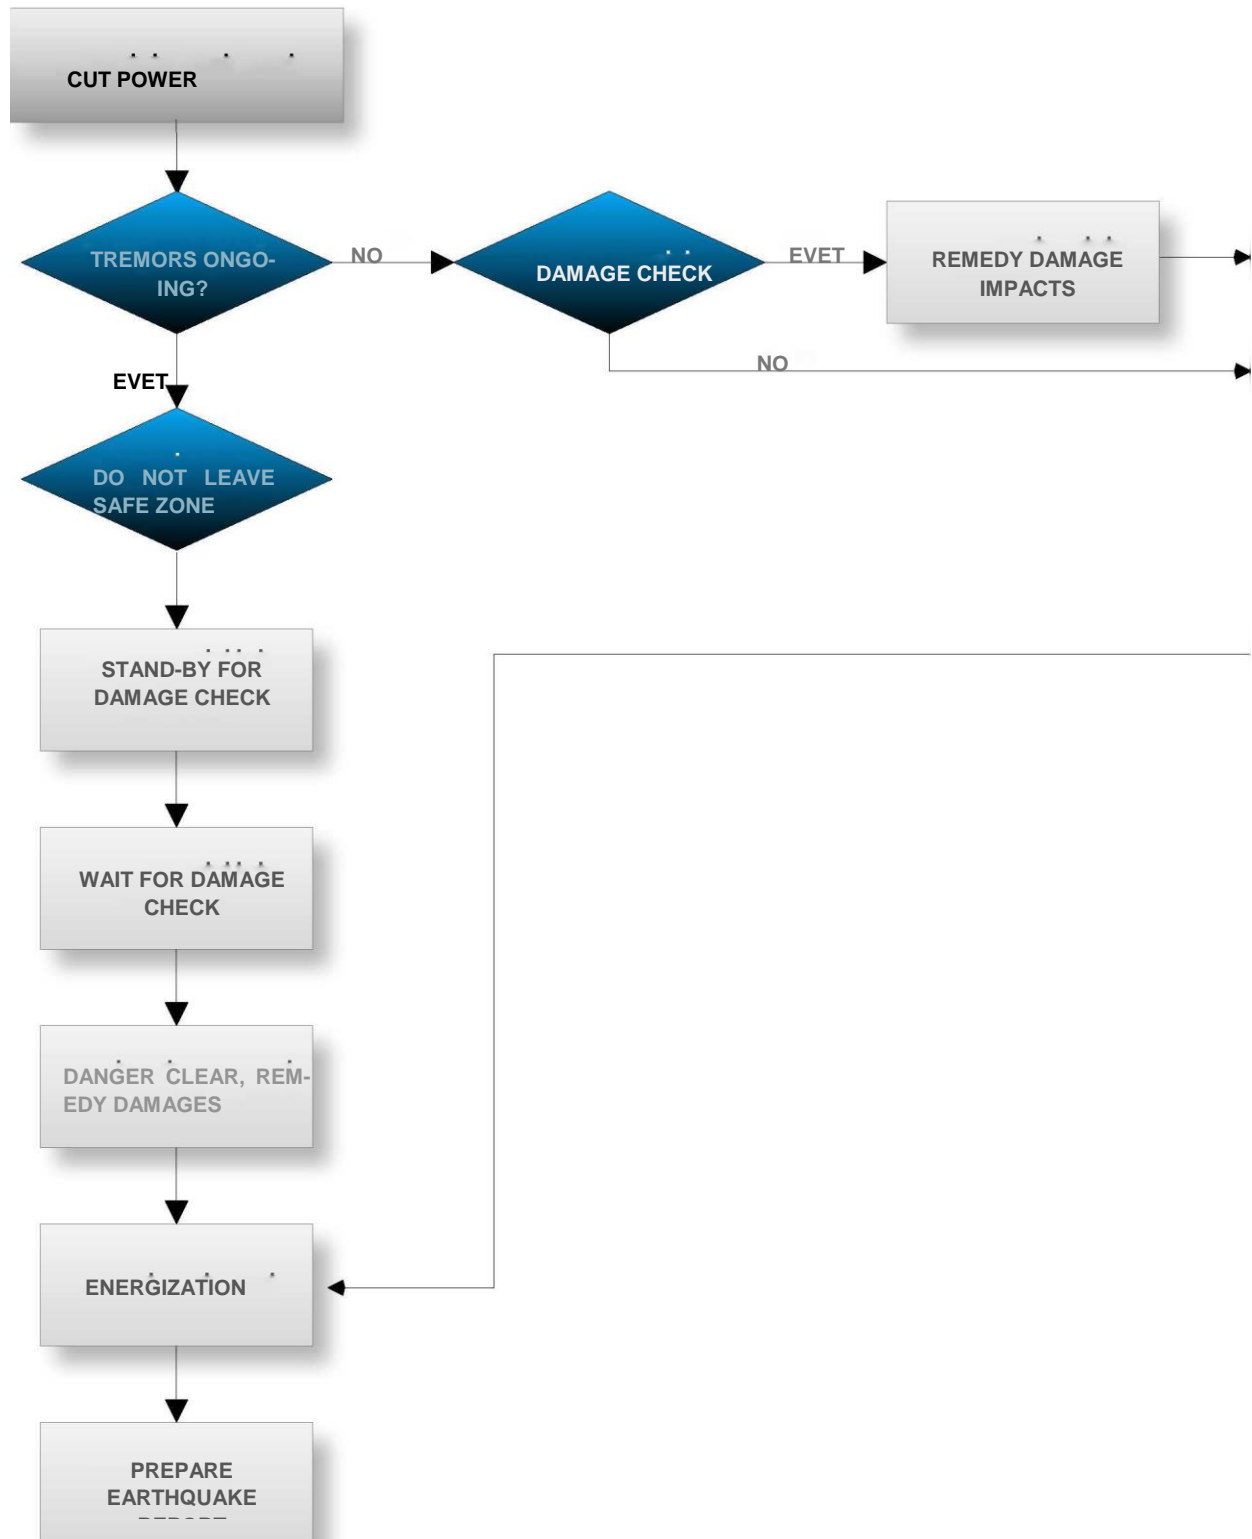 CUT POWER
TREMORS ONGO-
ING?
NO
DAMAGE CHECK
EVET
REMEDY DAMAGE
IMPACTS
NO
EVET
DO NOT LEAVE
SAFE ZONE
STAND-BY FOR
DAMAGE CHECK
WAIT FOR DAMAGE
CHECK
DANGER CLEAR, REM-
EDY DAMAGES
ENERGIZATION
PREPARE
EARTHQUAKE